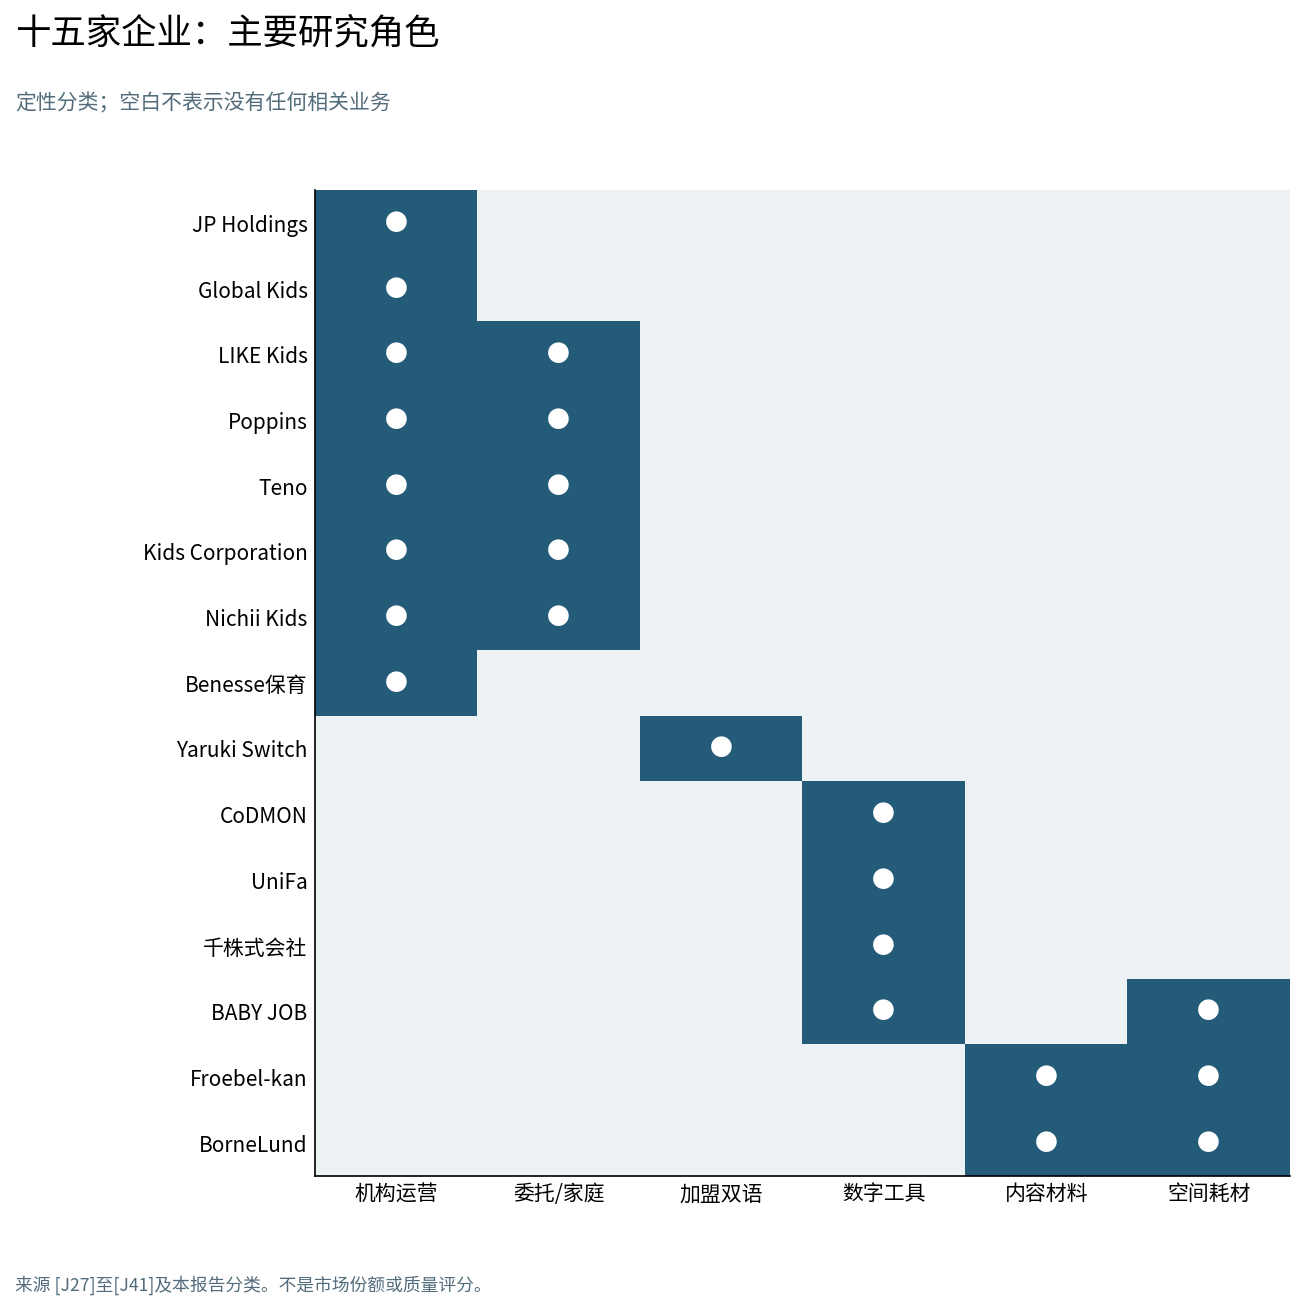 十五家企业：主要研究角色
定性分类；空白不表示没有任何相关业务
JP Holdings
Global Kids
LIKE Kids
Poppins
Teno
Kids Corporation
Nichii Kids
Benesse保育
Yaruki Switch
CoDMON
UniFa
千株式会社
BABY JOB
Froebel-kan
BorneLund
机构运营 委托/家庭 加盟双语 数字工具 内容材料 空间耗材
来源 [J27]至[J41]及本报告分类。不是市场份额或质量评分。